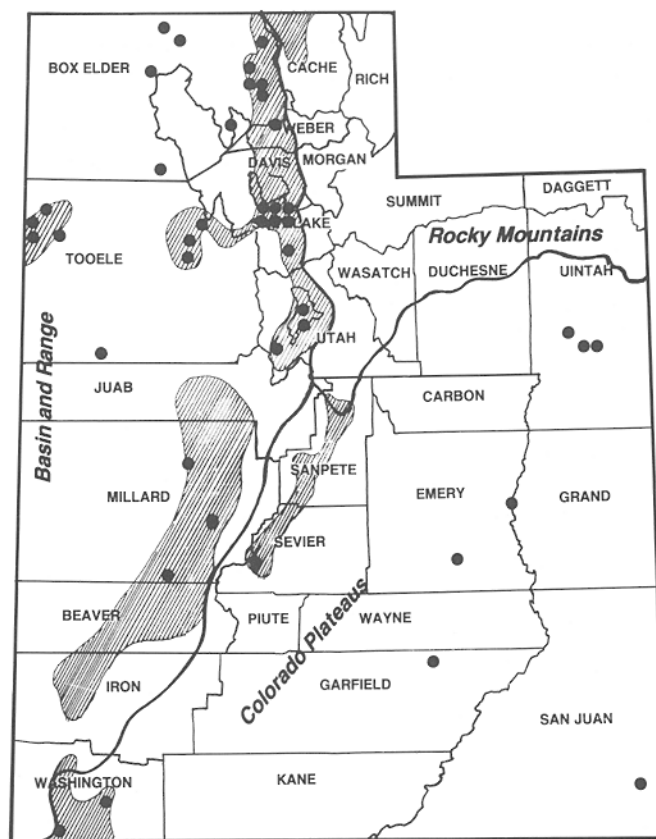 BOX ELDER
CACHE
RICH
WEBER
DAVIS
MORGAN
SUMMIT
DAGGETT
LAKE
Rocky Mountains
TOOELE
WASATCH
DUCHESNE
UINTAH
UTAH
Basin and Range
JUAB
CARBON
SANPETE
MILLARD
EMERY
GRAND
SEVIER
BEAVER
PIUTE
WAYNE
Colorado Plateaus
IRON
GARFIELD
SAN JUAN
WASHINGTON
KANE